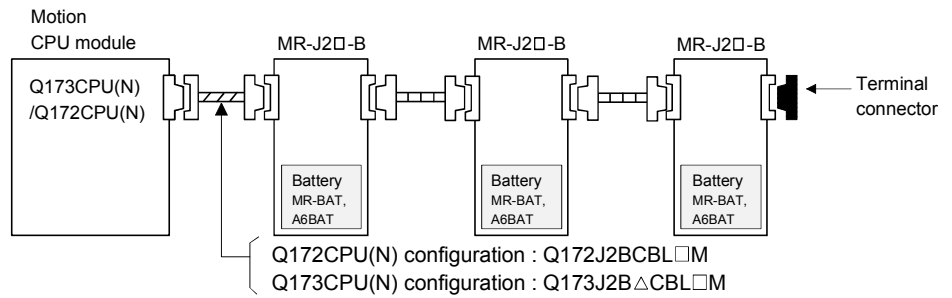 Motion
CPU module
MR-J2□-B
MR-J2□-B
MR-J2□-B
Q173CPU(N)
/Q172CPU(N)
Terminal
connector
Battery
MR-BAT,
A6BAT
Battery
MR-BAT,
A6BAT
Battery
MR-BAT,
A6BAT
Q172CPU(N) configuration : Q172J2BCBL□M
Q173CPU(N) configuration : Q173J2B△CBL□M